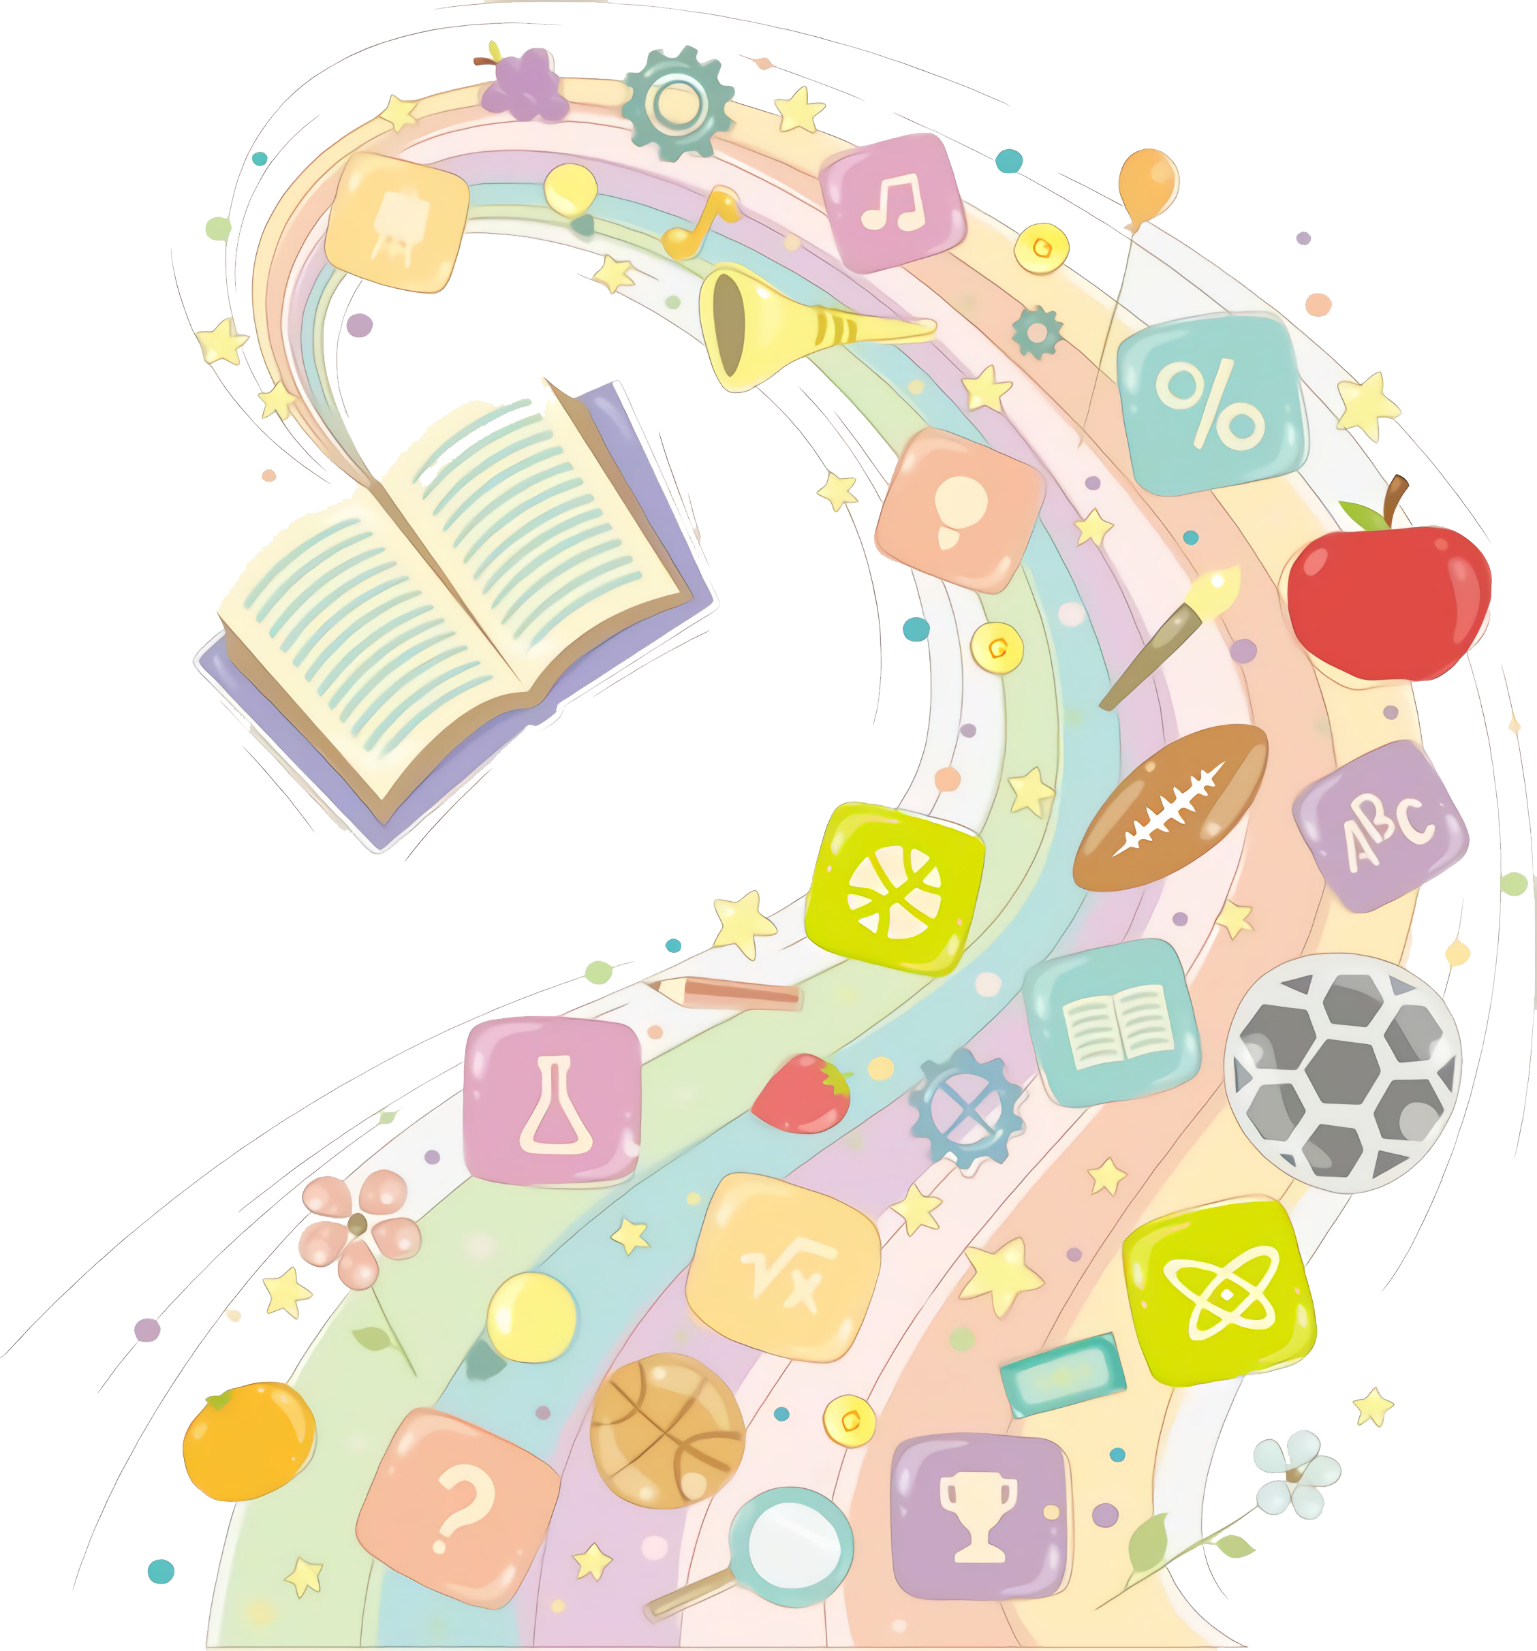 %
ABC
√x
?